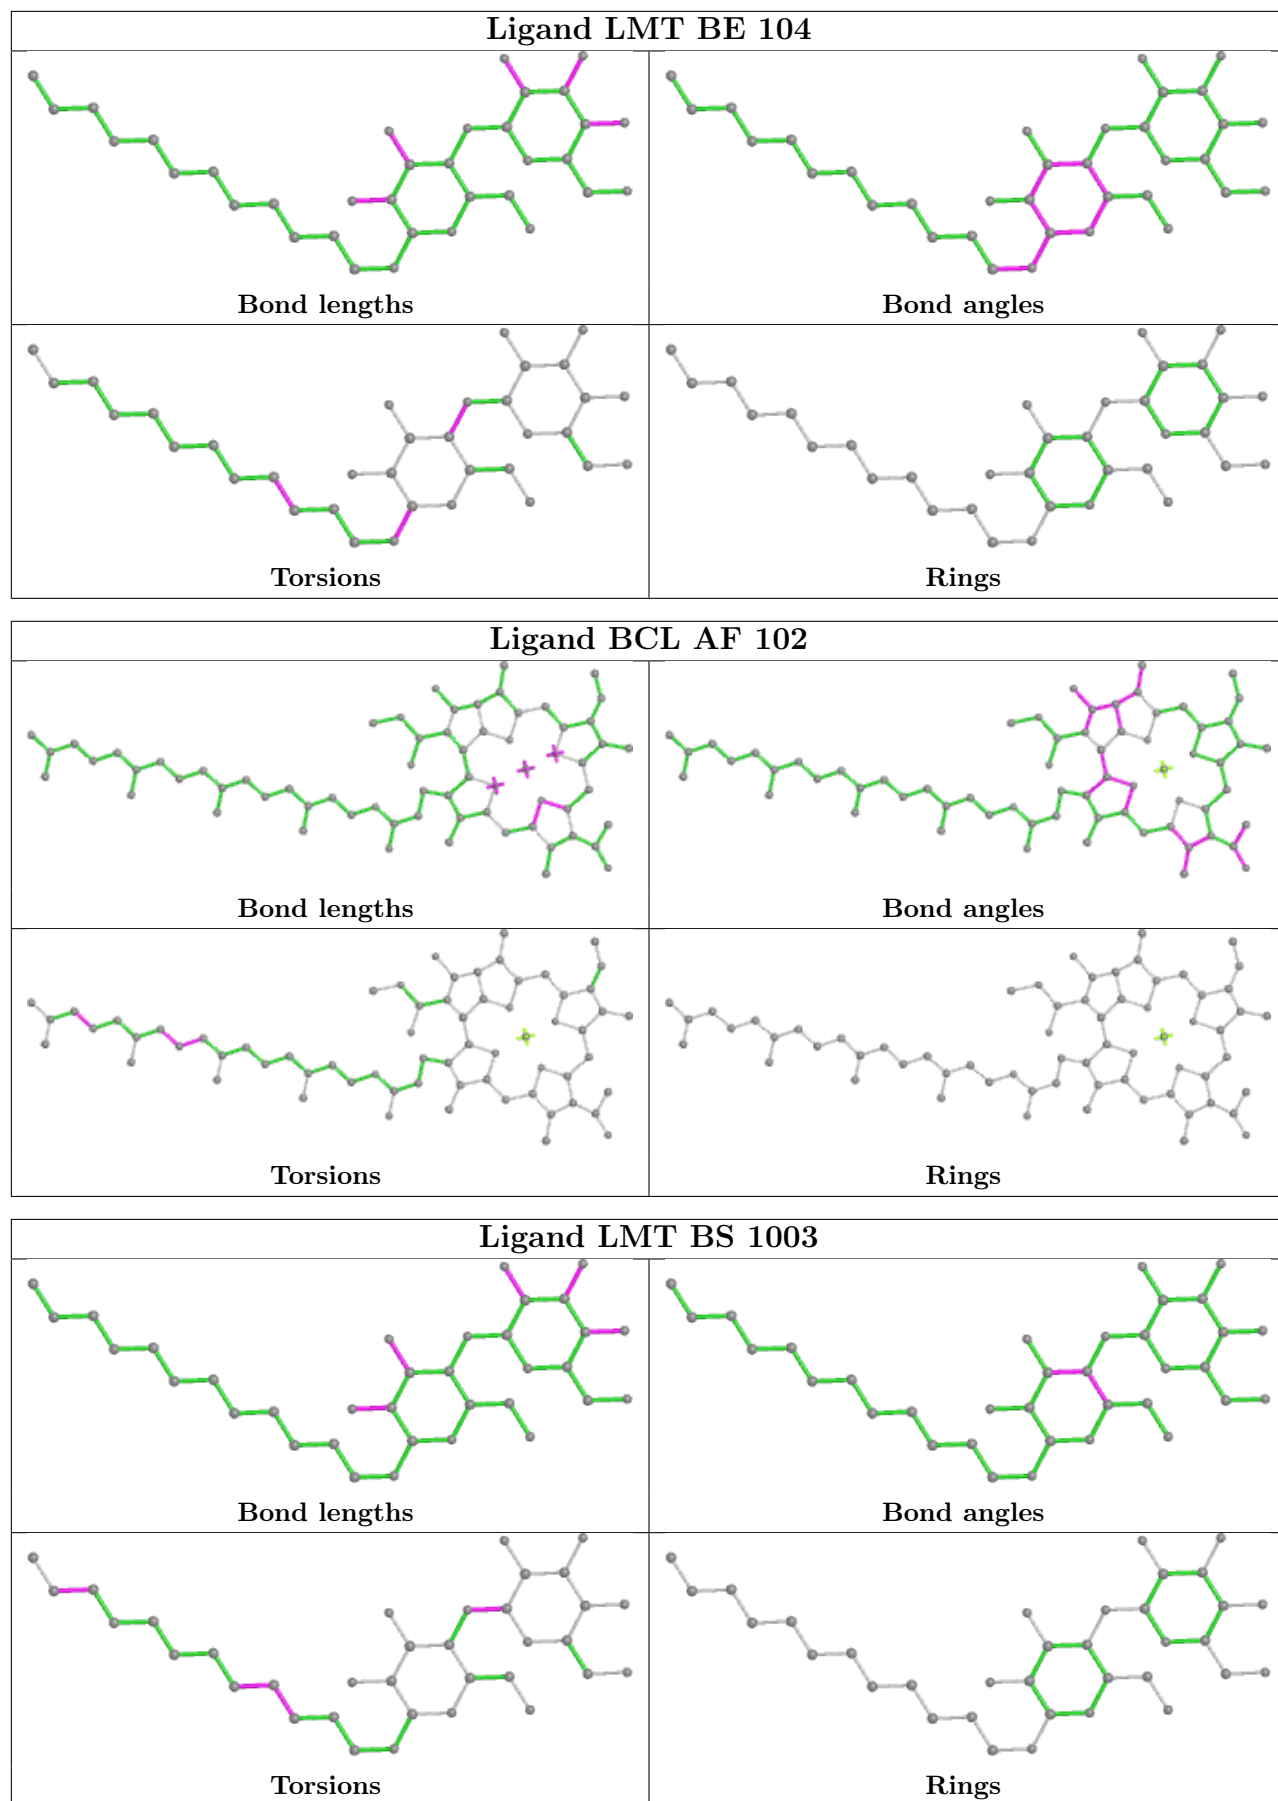 Ligand LMT BE 104
Bond lengths
Bond angles
Torsions
Rings
Ligand BCL AF 102
Bond lengths
Bond angles
Torsions
Rings
Ligand LMT BS 1003
Bond lengths
Bond angles
Torsions
Rings